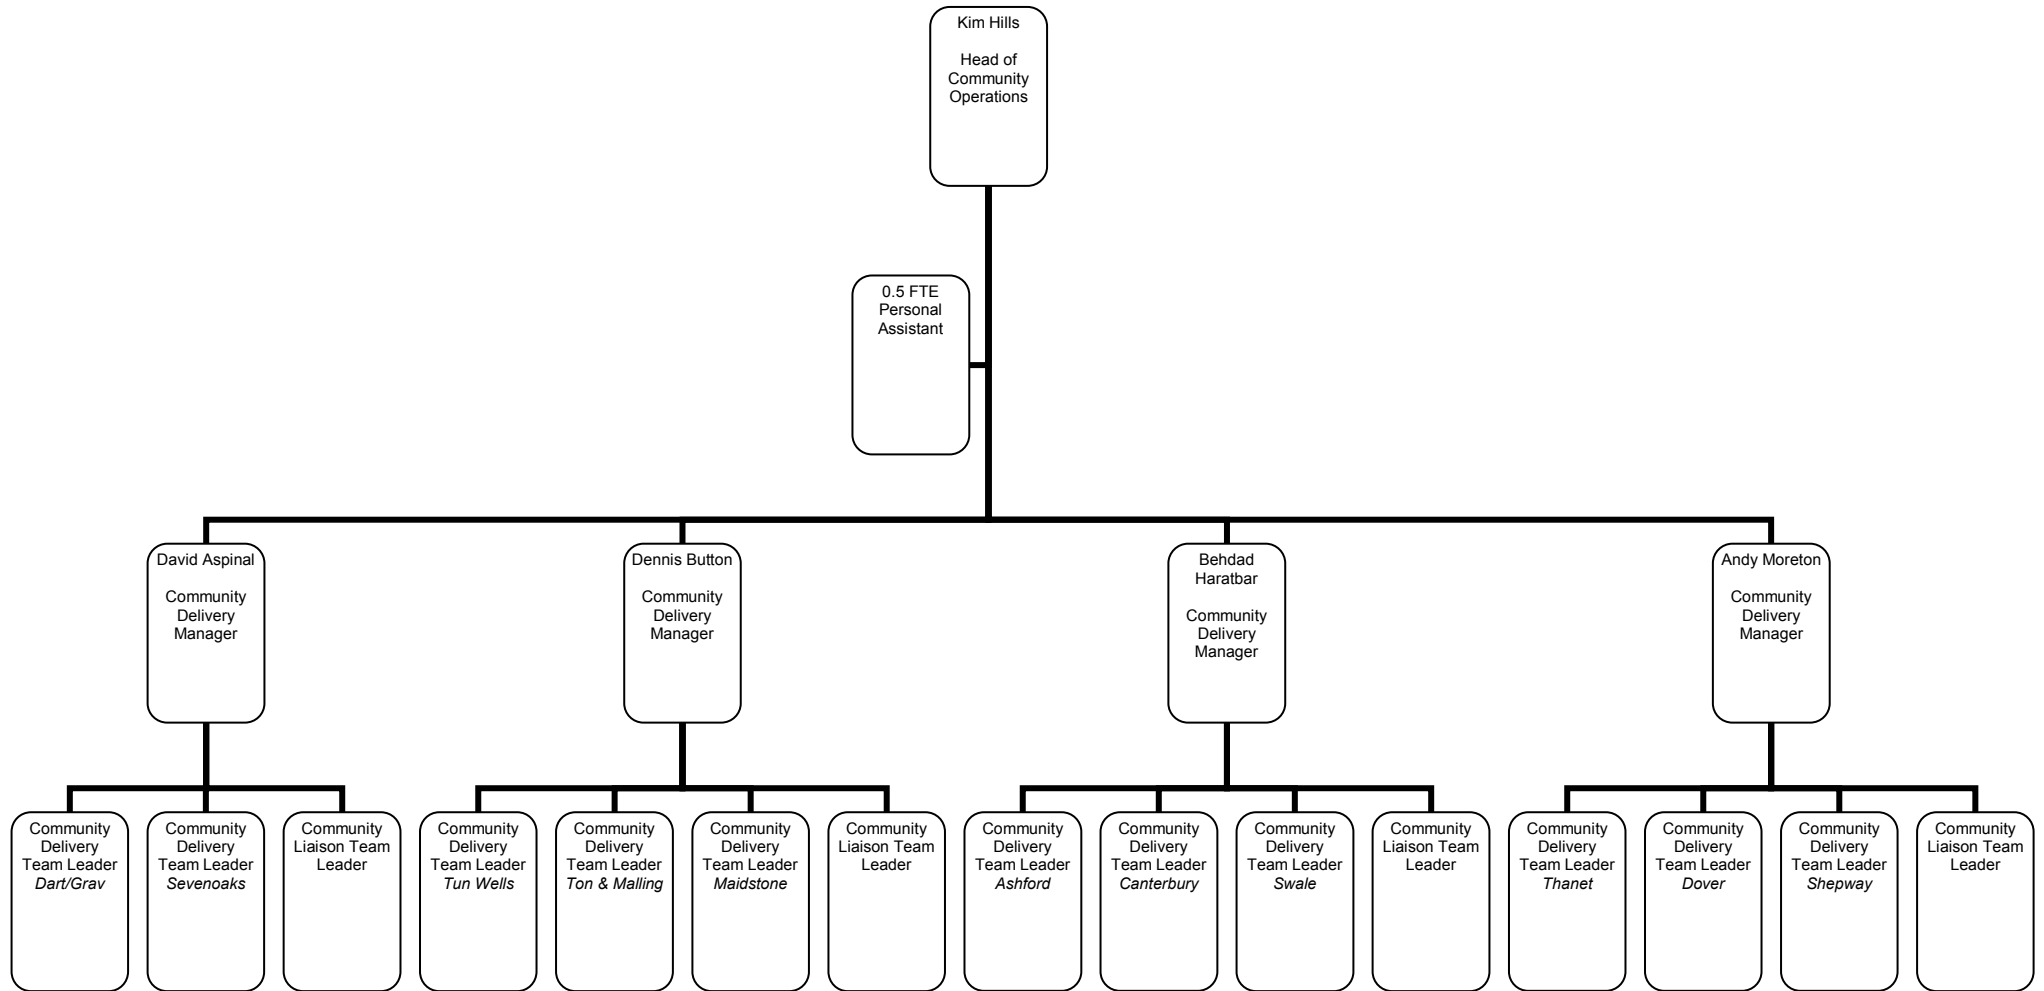 Kim Hills
Head of
Community
Operations
0.5 FTE
Personal
Assistant
David Aspinal
Community
Delivery
Manager
Dennis Button
Community
Delivery
Manager
Behdad
Haratbar
Community
Delivery
Manager
Andy Moreton
Community
Delivery
Manager
Community
Delivery
Team Leader
Dart/Grav
Community
Delivery
Team Leader
Sevenoaks
Community
Liaison Team
Leader
Community
Delivery
Team Leader
Tun Wells
Community
Delivery
Team Leader
Ton & Malling
Community
Delivery
Team Leader
Maidstone
Community
Liaison Team
Leader
Community
Delivery
Team Leader
Ashford
Community
Delivery
Team Leader
Canterbury
Community
Delivery
Team Leader
Swale
Community
Liaison Team
Leader
Community
Delivery
Team Leader
Thanet
Community
Delivery
Team Leader
Dover
Community
Delivery
Team Leader
Shepway
Community
Liaison Team
Leader